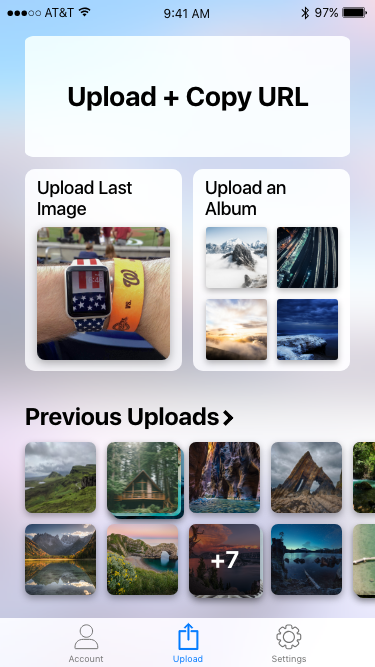 AT&T 9:41 AM 97%
Upload + Copy URL
Upload Last
Image
Upload an
Album
W
Previous Uploads
+7
Account Upload Settings